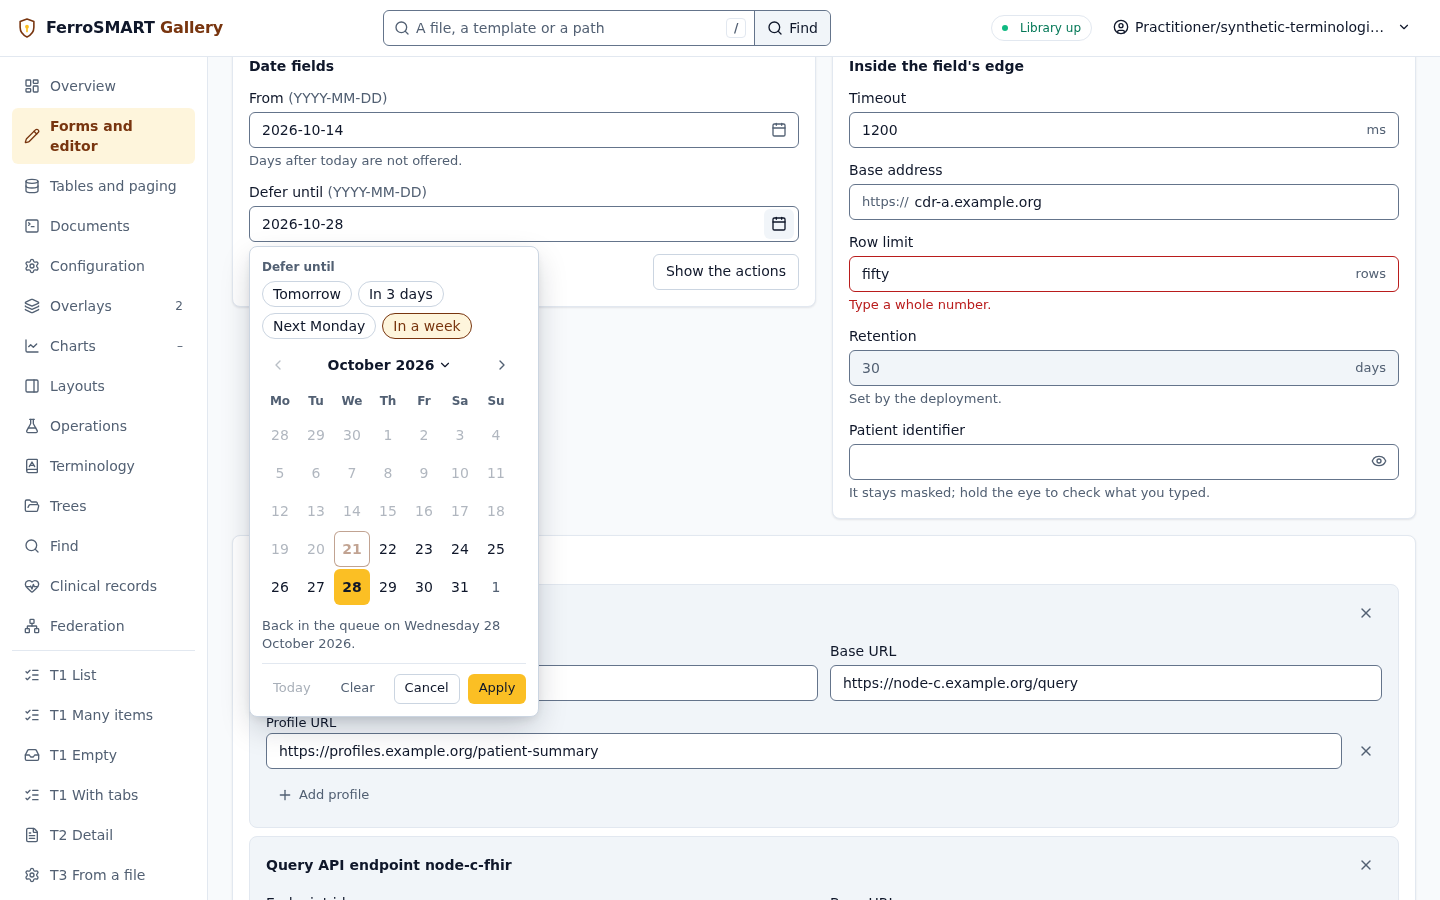 FerroSMART Gallery
A file, a template or a path
/
Find
Library up
Practitioner/synthetic-terminologi…
Overview
Forms and
editor
Tables and paging
Documents
Configuration
Overlays 2
Charts –
Layouts
Operations
Terminology
Trees
Find
Clinical records
Federation
T1 List
T1 Many items
T1 Empty
T1 With tabs
T2 Detail
T3 From a file
Date fields
From (YYYY-MM-DD)
2026-10-14
Days after today are not offered.
Defer until (YYYY-MM-DD)
2026-10-28
Show the actions
Defer until
Tomorrow In 3 days
Next Monday In a week
October 2026
Mo Tu We Th Fr Sa Su
28 29 30 1 2 3 4
5 6 7 8 9 10 11
12 13 14 15 16 17 18
19 20 21 22 23 24 25
26 27 28 29 30 31 1
Back in the queue on Wednesday 28
October 2026.
Today Clear Cancel Apply
Inside the field's edge
Timeout
1200 ms
Base address
https:// cdr-a.example.org
Row limit
fifty rows
Type a whole number.
Retention
30 days
Set by the deployment.
Patient identifier
It stays masked; hold the eye to check what you typed.
Base URL
https://node-c.example.org/query
Profile URL
https://profiles.example.org/patient-summary
Add profile
Query API endpoint node-c-fhir